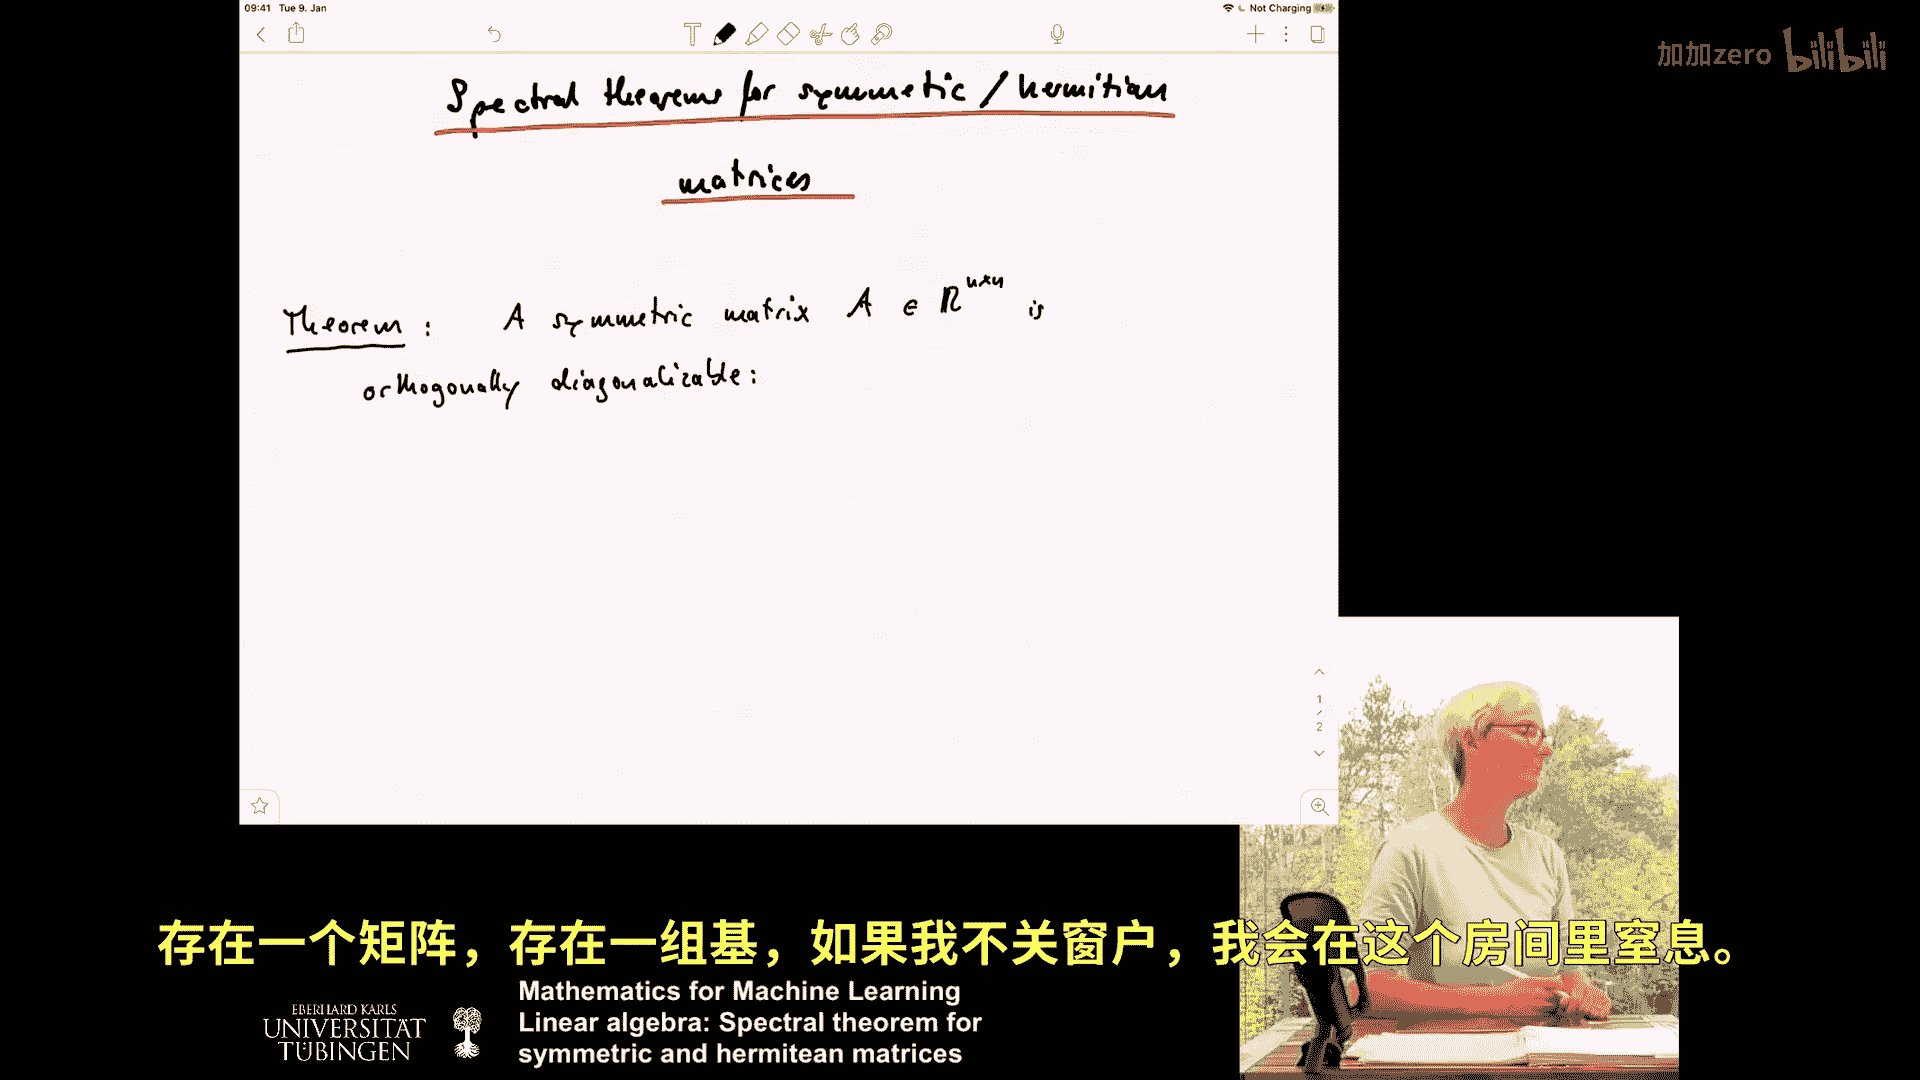 09:41 Tue 9. Jan
Not Charging
加加zero bilibili
Spectral theorems for symmetric / hermitian
matrices
Theorem: A symmetric matrix A ∈ ℝⁿˣⁿ is
orthogonally diagonalizable:
1
/
2
存在一个矩阵，存在一组基，如果我不关窗户，我会在这个房间里窒息。
EBERHARD KARLS
UNIVERSITÄT
TÜBINGEN
Mathematics for Machine Learning
Linear algebra: Spectral theorem for
symmetric and hermitean matrices